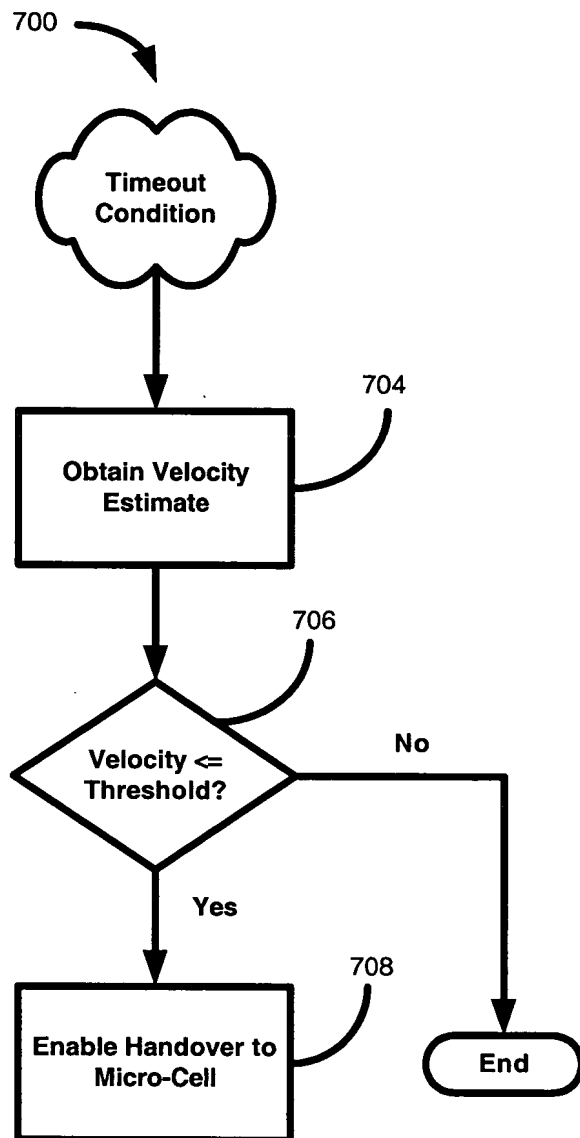 700
Timeout
Condition
704
Obtain Velocity
Estimate
706
Velocity <=
Threshold?
No
Yes
708
Enable Handover to
Micro-Cell
End